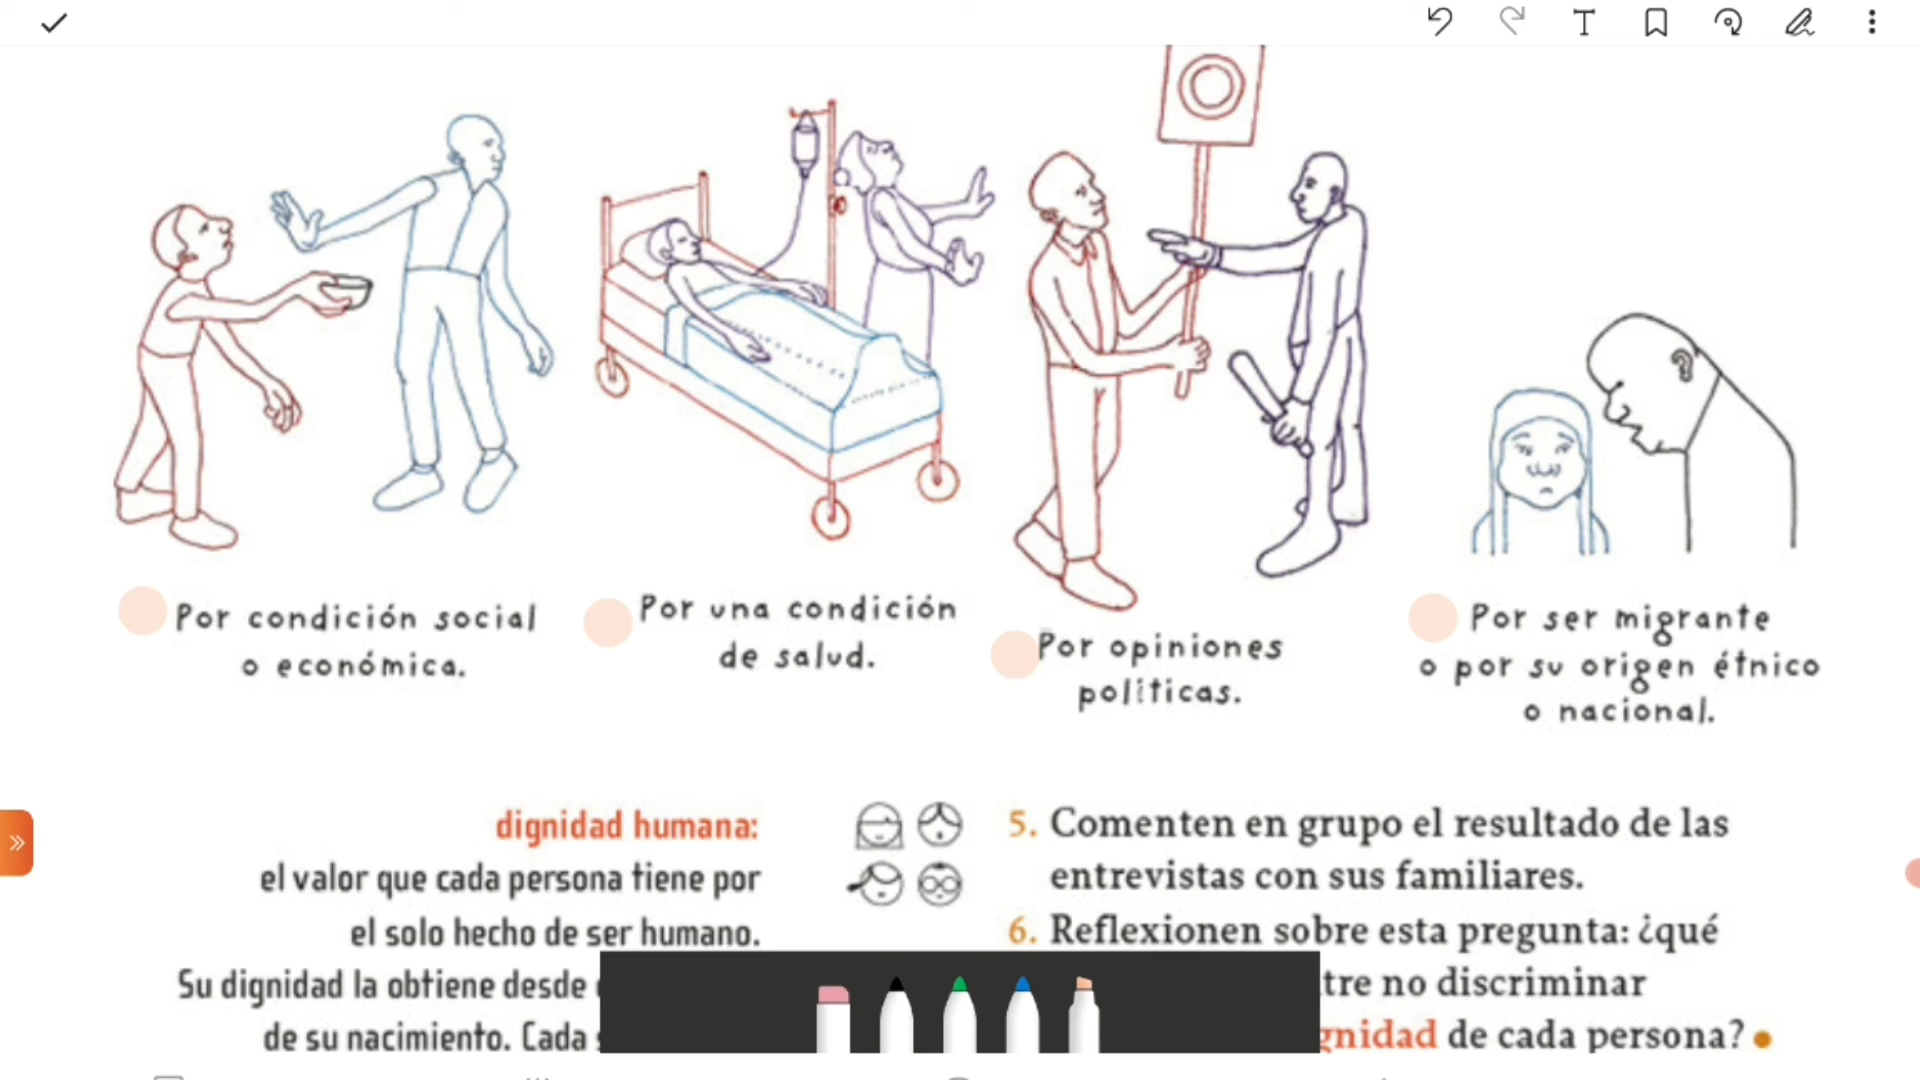 Por condición social
o económica.
Por una condición
de salud.
Por opiniones
políticas.
Por ser migrante
o por su origen étnico
o nacional.
dignidad humana:
el valor que cada persona tiene por
el solo hecho de ser humano.
Su dignidad la obtiene desde
de su nacimiento. Cada
5. Comenten en grupo el resultado de las
entrevistas con sus familiares.
6. Reflexionen sobre esta pregunta: ¿qué
tre no discriminar
gnidad de cada persona?